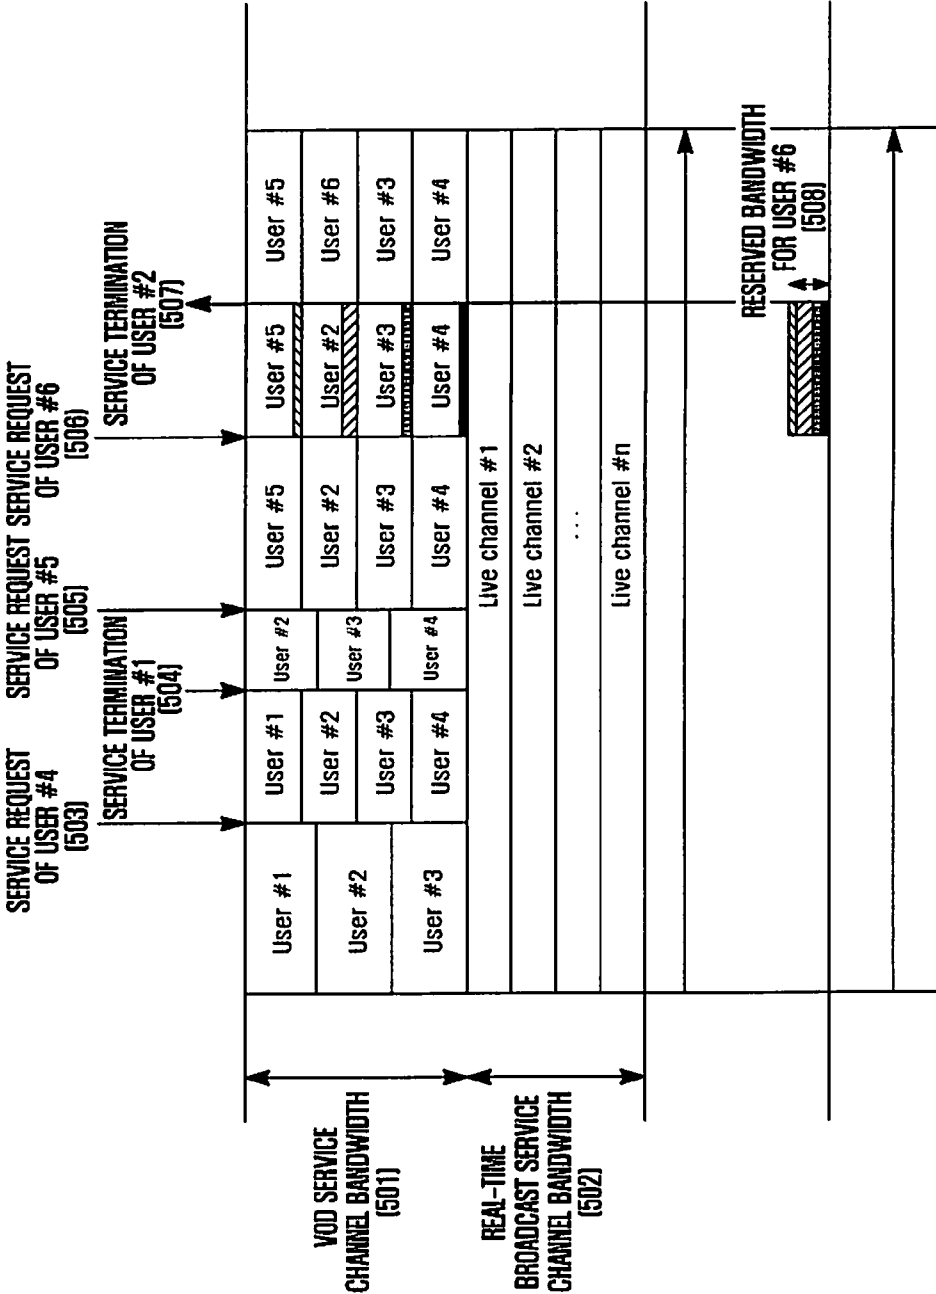 SERVICE REQUEST
OF USER #4
(503)
SERVICE TERMINATION
OF USER #1
(504)
SERVICE REQUEST
OF USER #5
(505)
SERVICE REQUEST
OF USER #6
(506)
SERVICE TERMINATION
OF USER #2
(507)
VOD SERVICE
CHANNEL BANDWIDTH
(501)
User #1
User #2
User #3
User #1
User #2
User #3
User #4
User #2
User #3
User #4
User #5
User #2
User #3
User #4
User #5
User #2
User #3
User #4
User #5
User #6
User #3
User #4
REAL-TIME
BROADCAST SERVICE
CHANNEL BANDWIDTH
(502)
Live channel #1
Live channel #2
...
Live channel #n
RESERVED BANDWIDTH
FOR USER #6
(508)